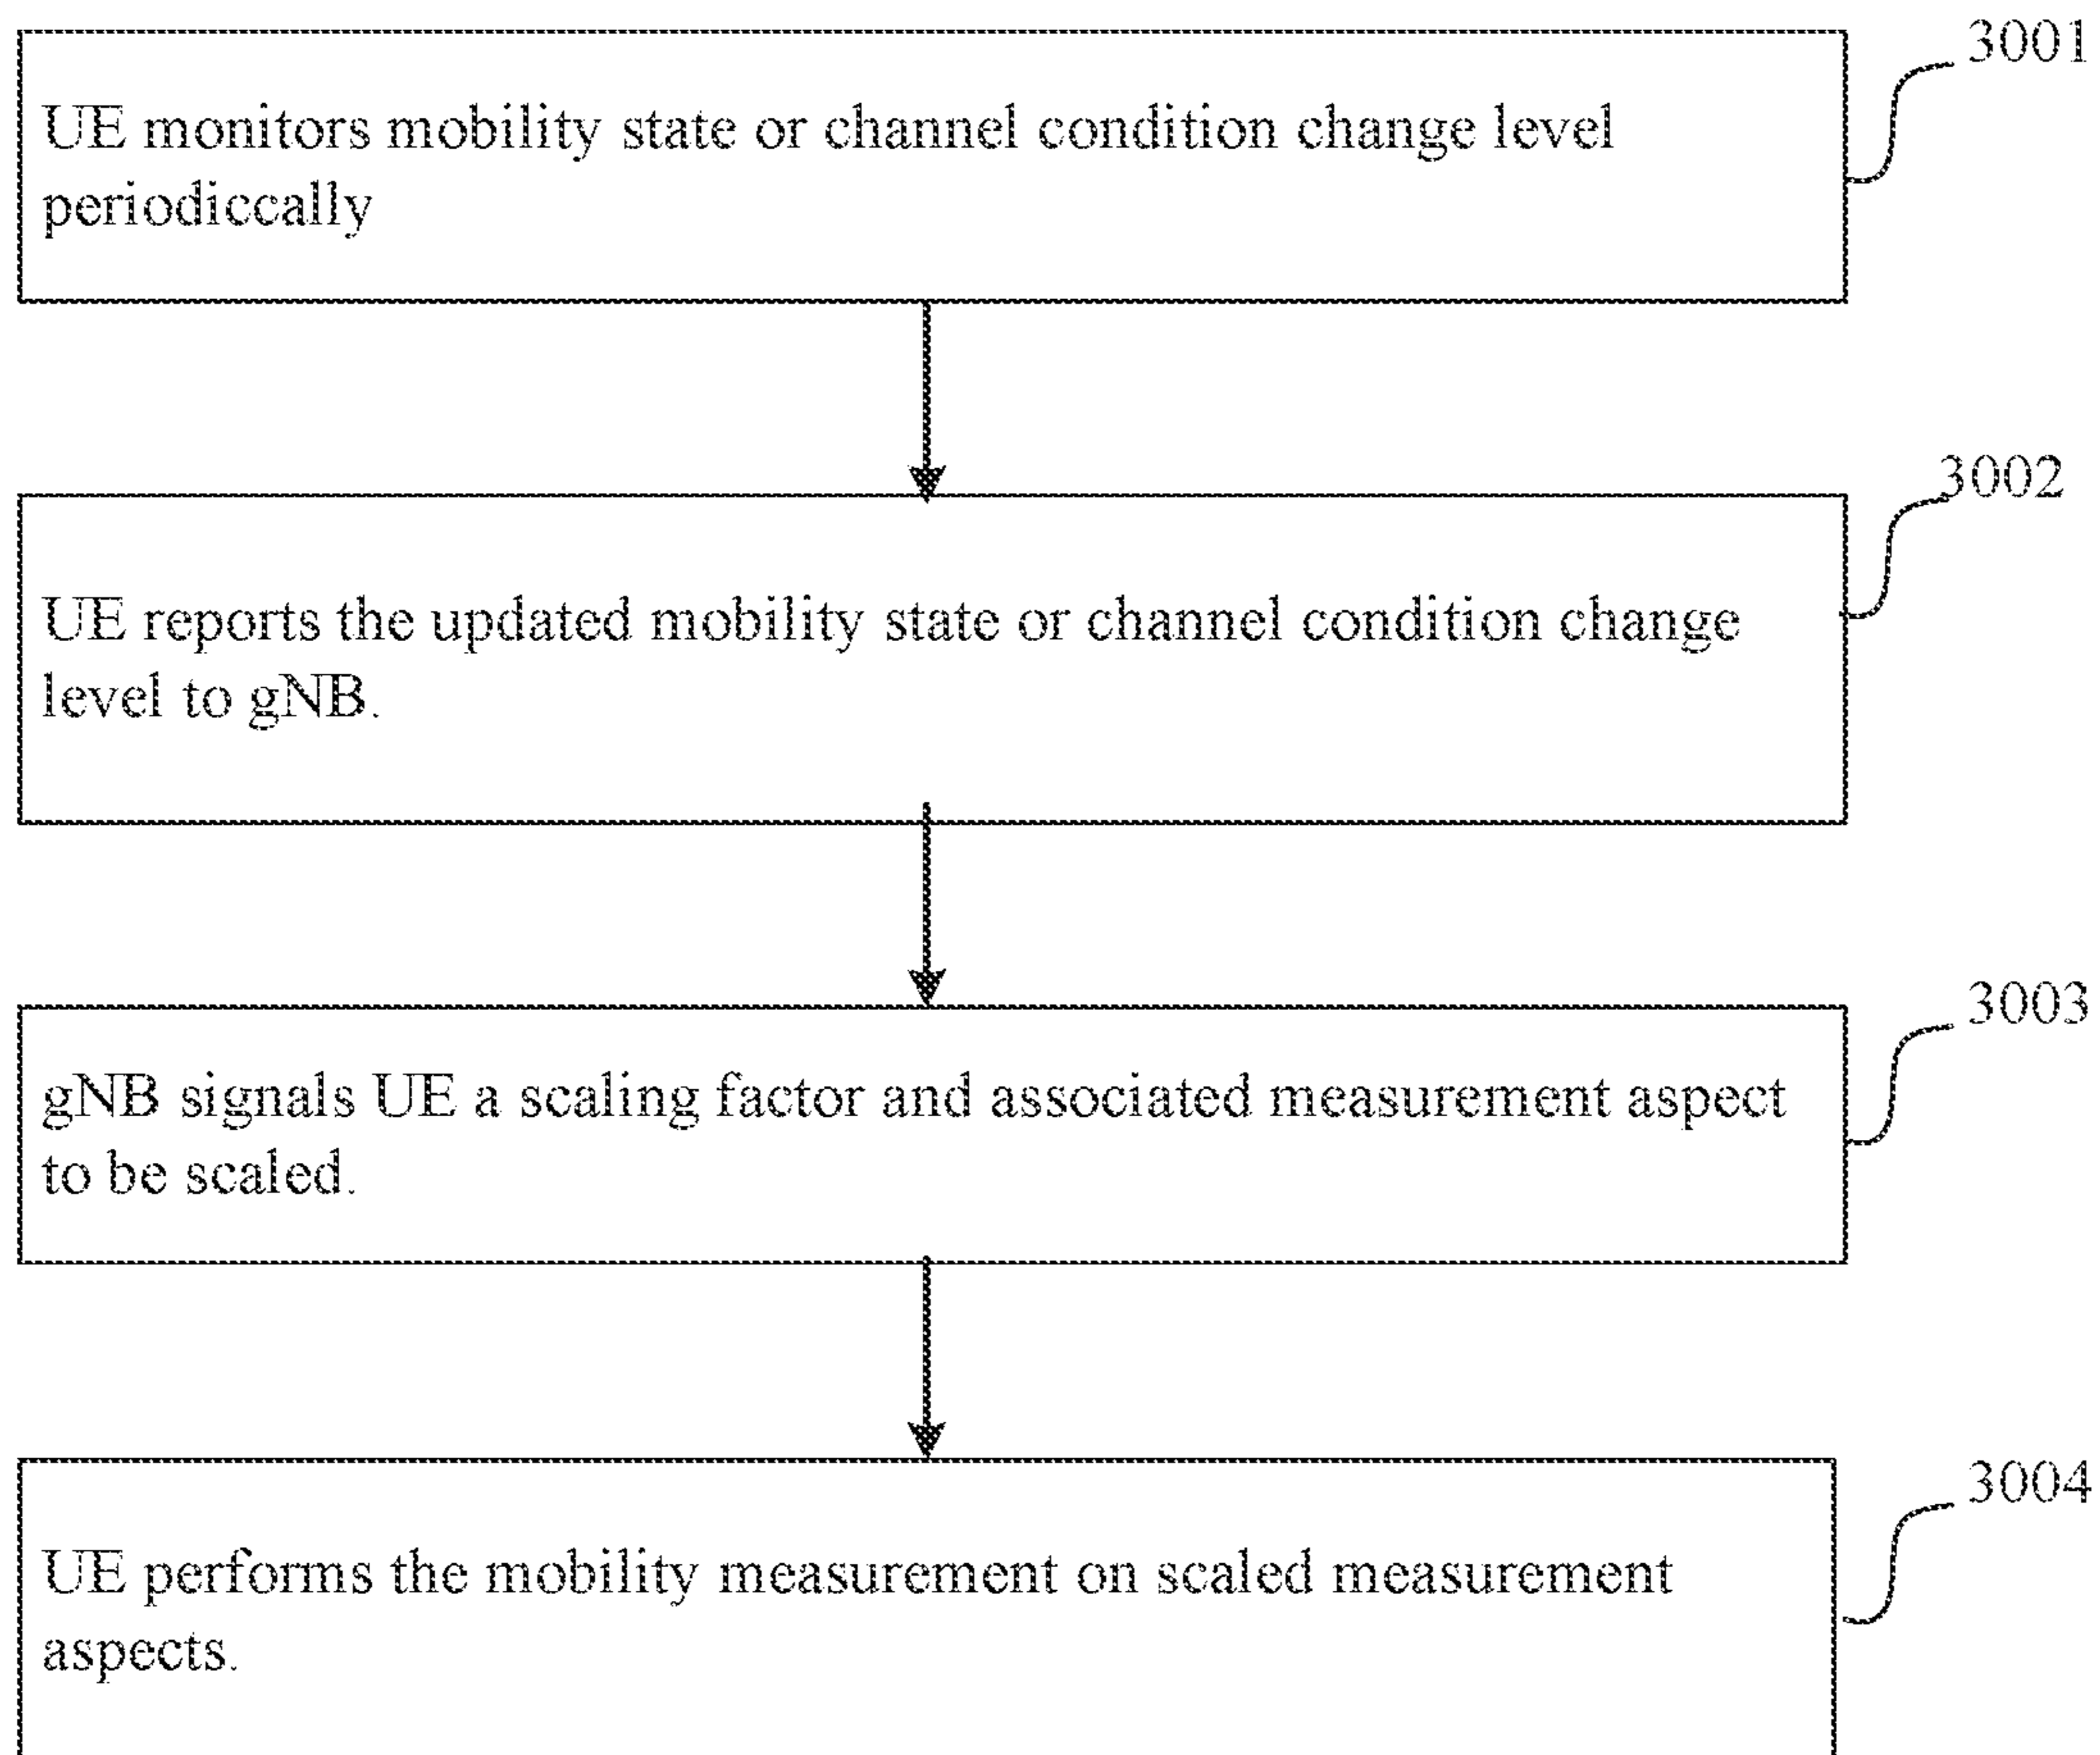 3001
UE monitors mobility state or channel condition change level
periodiccally
3002
UE reports the updated mobility state or channel condition change
level to gNB.
3003
gNB signals UE a scaling factor and associated measurement aspect
to be scaled.
3004
UE performs the mobility measurement on scaled measurement
aspects.